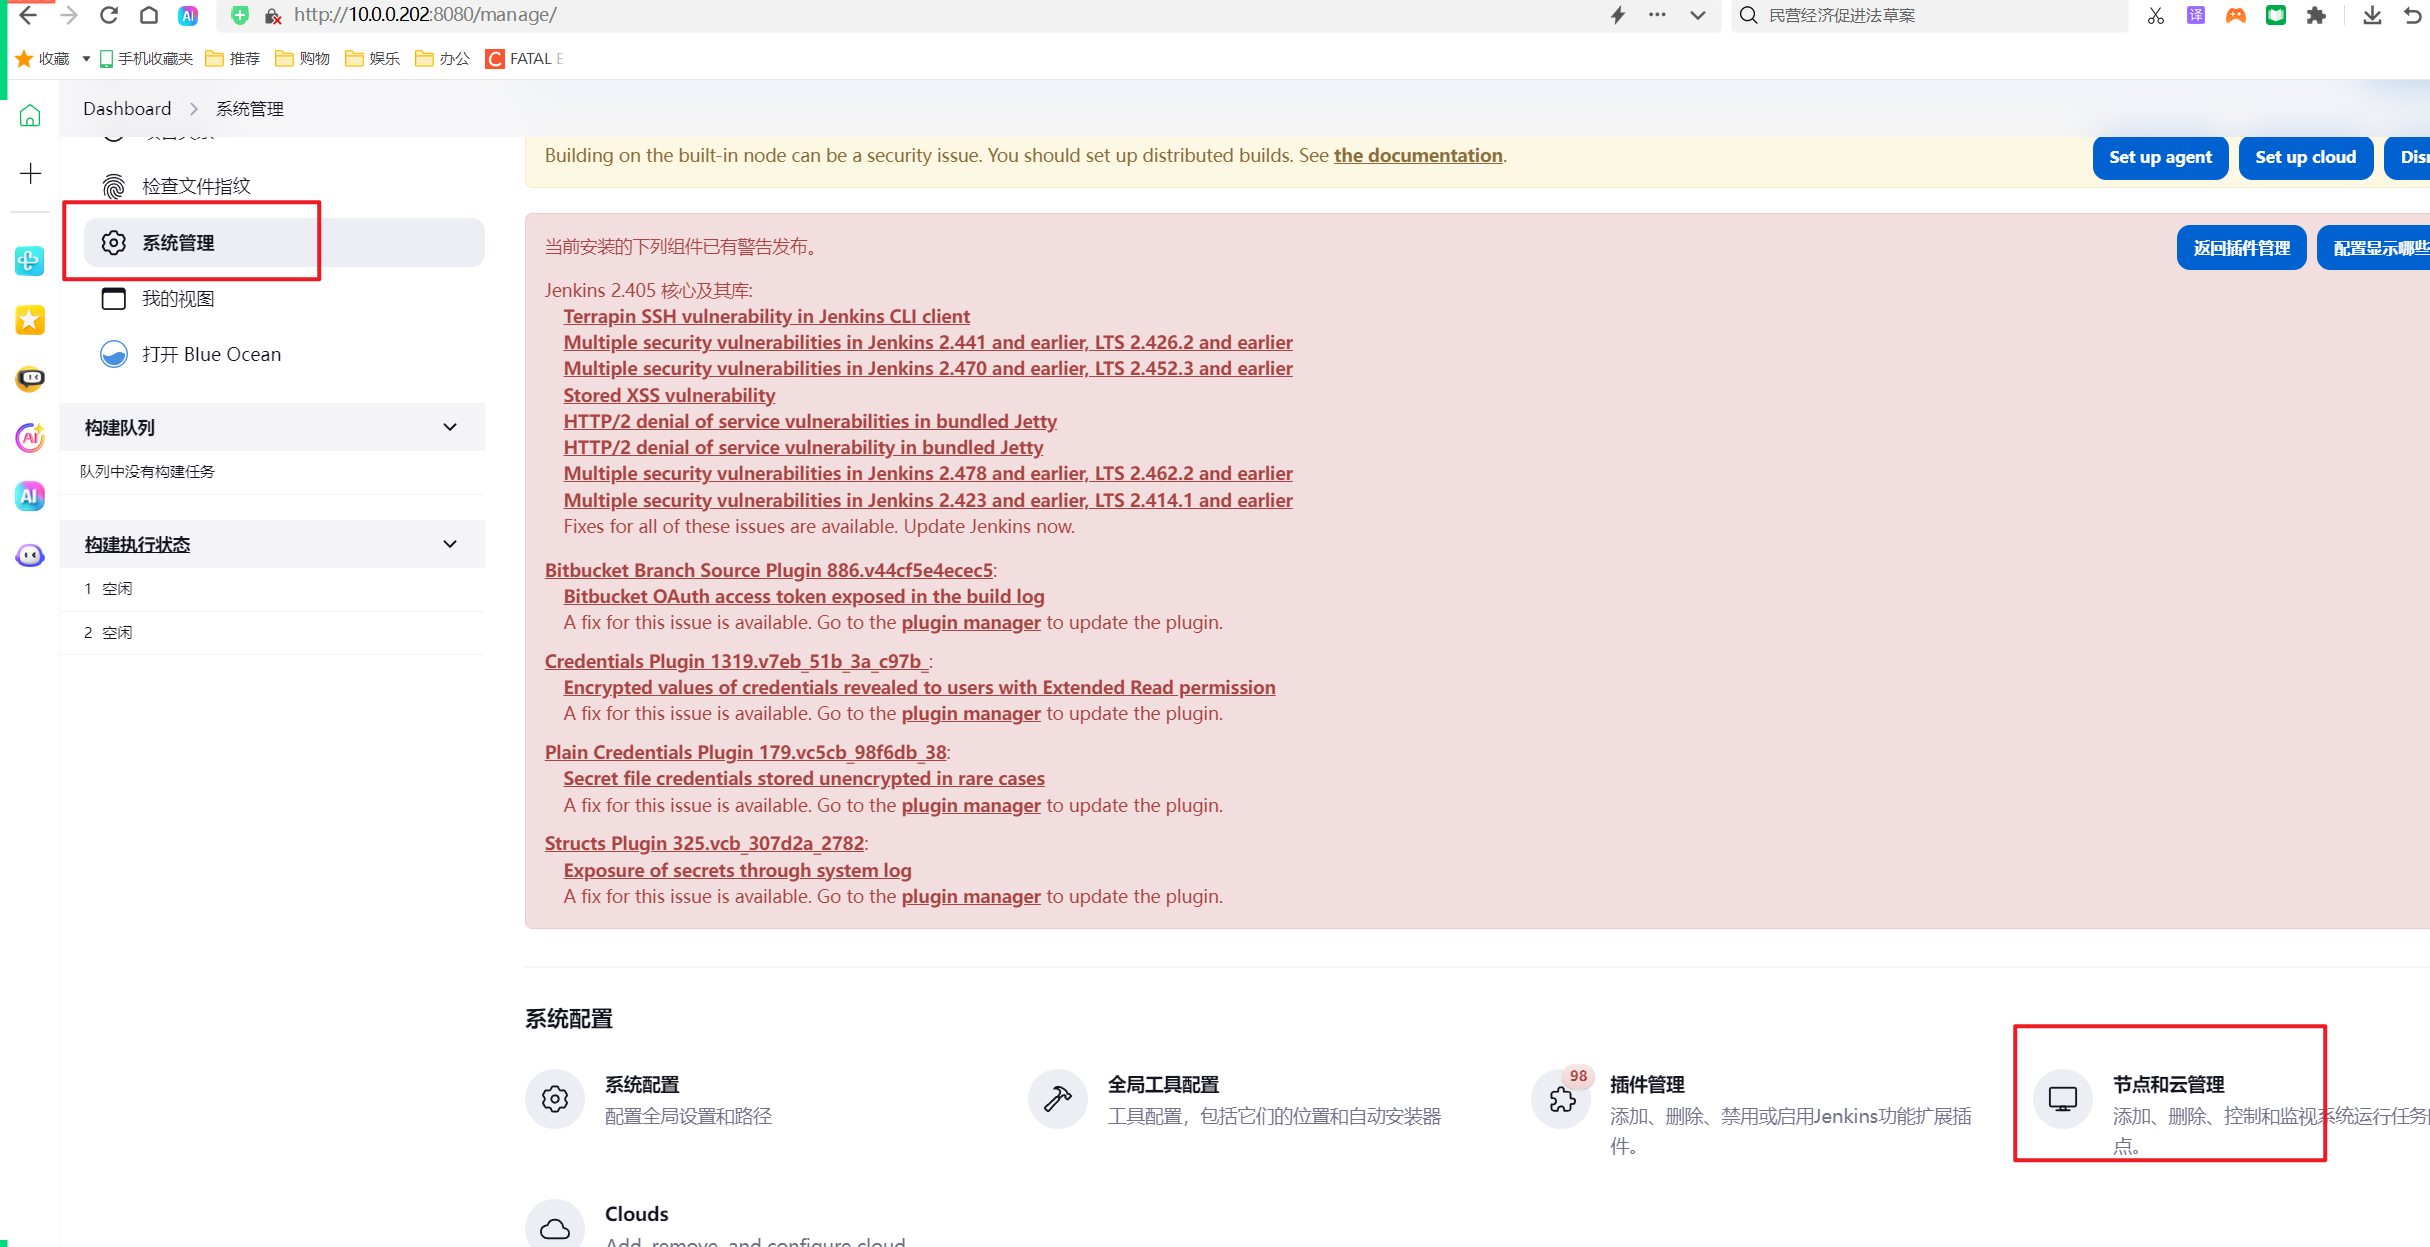 http://10.0.0.202:8080/manage/
民营经济促进法草案
译
收藏
手机收藏夹
推荐
购物
娱乐
办公
FATAL E
Dashboard
系统管理
检查文件指纹
系统管理
我的视图
打开 Blue Ocean
构建队列
队列中没有构建任务
构建执行状态
1 空闲
2 空闲
Building on the built-in node can be a security issue. You should set up distributed builds. See the documentation.
Set up agent
Set up cloud
当前安装的下列组件已有警告发布。
返回插件管理
配置显示哪些
Jenkins 2.405 核心及其库:
Terrapin SSH vulnerability in Jenkins CLI client
Multiple security vulnerabilities in Jenkins 2.441 and earlier, LTS 2.426.2 and earlier
Multiple security vulnerabilities in Jenkins 2.470 and earlier, LTS 2.452.3 and earlier
Stored XSS vulnerability
HTTP/2 denial of service vulnerabilities in bundled Jetty
HTTP/2 denial of service vulnerability in bundled Jetty
Multiple security vulnerabilities in Jenkins 2.478 and earlier, LTS 2.462.2 and earlier
Multiple security vulnerabilities in Jenkins 2.423 and earlier, LTS 2.414.1 and earlier
Fixes for all of these issues are available. Update Jenkins now.
Bitbucket Branch Source Plugin 886.v44cf5e4ecec5:
Bitbucket OAuth access token exposed in the build log
A fix for this issue is available. Go to the plugin manager to update the plugin.
Credentials Plugin 1319.v7eb_51b_3a_c97b_:
Encrypted values of credentials revealed to users with Extended Read permission
A fix for this issue is available. Go to the plugin manager to update the plugin.
Plain Credentials Plugin 179.vc5cb_98f6db_38:
Secret file credentials stored unencrypted in rare cases
A fix for this issue is available. Go to the plugin manager to update the plugin.
Structs Plugin 325.vcb_307d2a_2782:
Exposure of secrets through system log
A fix for this issue is available. Go to the plugin manager to update the plugin.
系统配置
系统配置
配置全局设置和路径
全局工具配置
工具配置，包括它们的位置和自动安装器
98
插件管理
添加、删除、禁用或启用Jenkins功能扩展插
件。
节点和云管理
添加、删除、控制和监视系统运行任务
点。
Clouds
Add, remove, and configure cloud